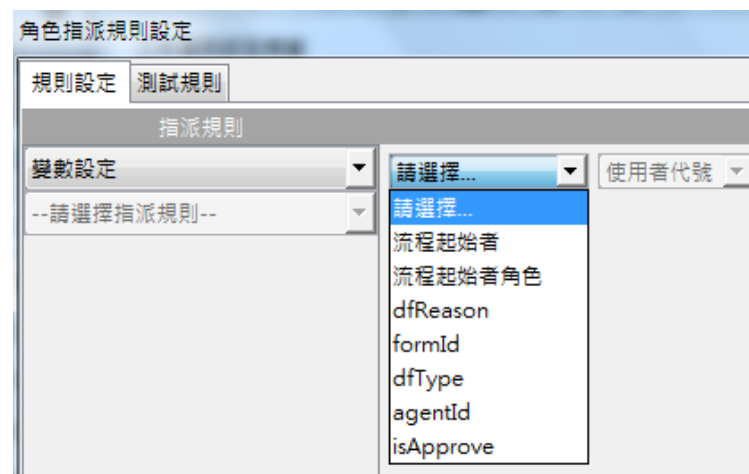 角色指派規則設定
規則設定 測試規則
指派規則
變數設定 請選擇... 使用者代號
--請選擇指派規則-- 請選擇...
流程起始者
流程起始者角色
dfReason
formId
dfType
agentId
isApprove